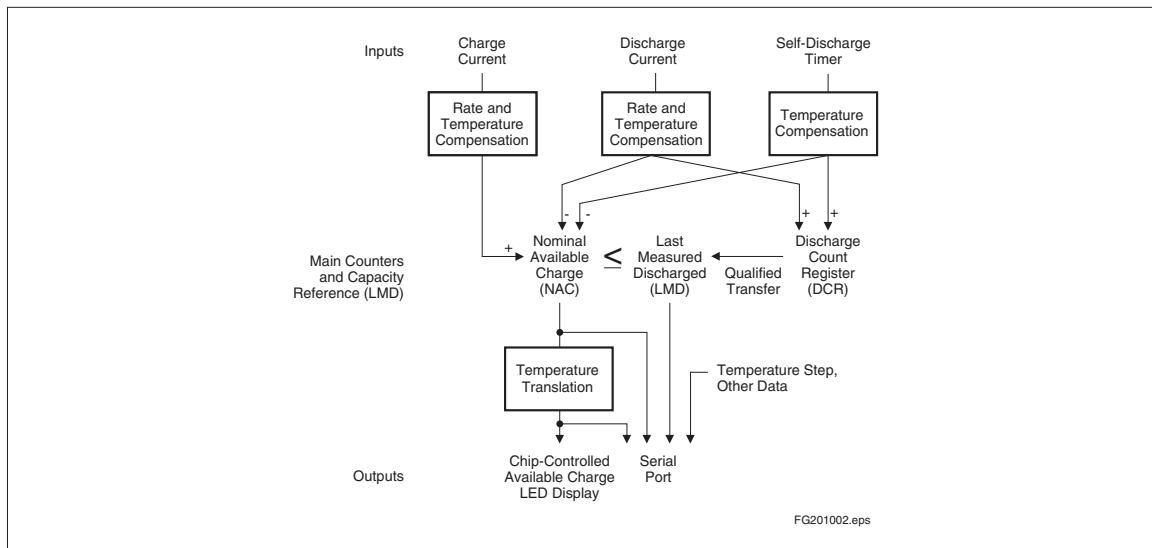 Inputs
Charge
Current
Discharge
Current
Self-Discharge
Timer
Rate and
Temperature
Compensation
Rate and
Temperature
Compensation
Temperature
Compensation
- -
+ +
+
Main Counters
and Capacity
Reference (LMD)
Nominal
Available
Charge
(NAC)
≤
Last
Measured
Discharged
(LMD)
Qualified
Transfer
Discharge
Count
Register
(DCR)
Temperature
Translation
Temperature Step,
Other Data
Outputs
Chip-Controlled
Available Charge
LED Display
Serial
Port
FG201002.eps